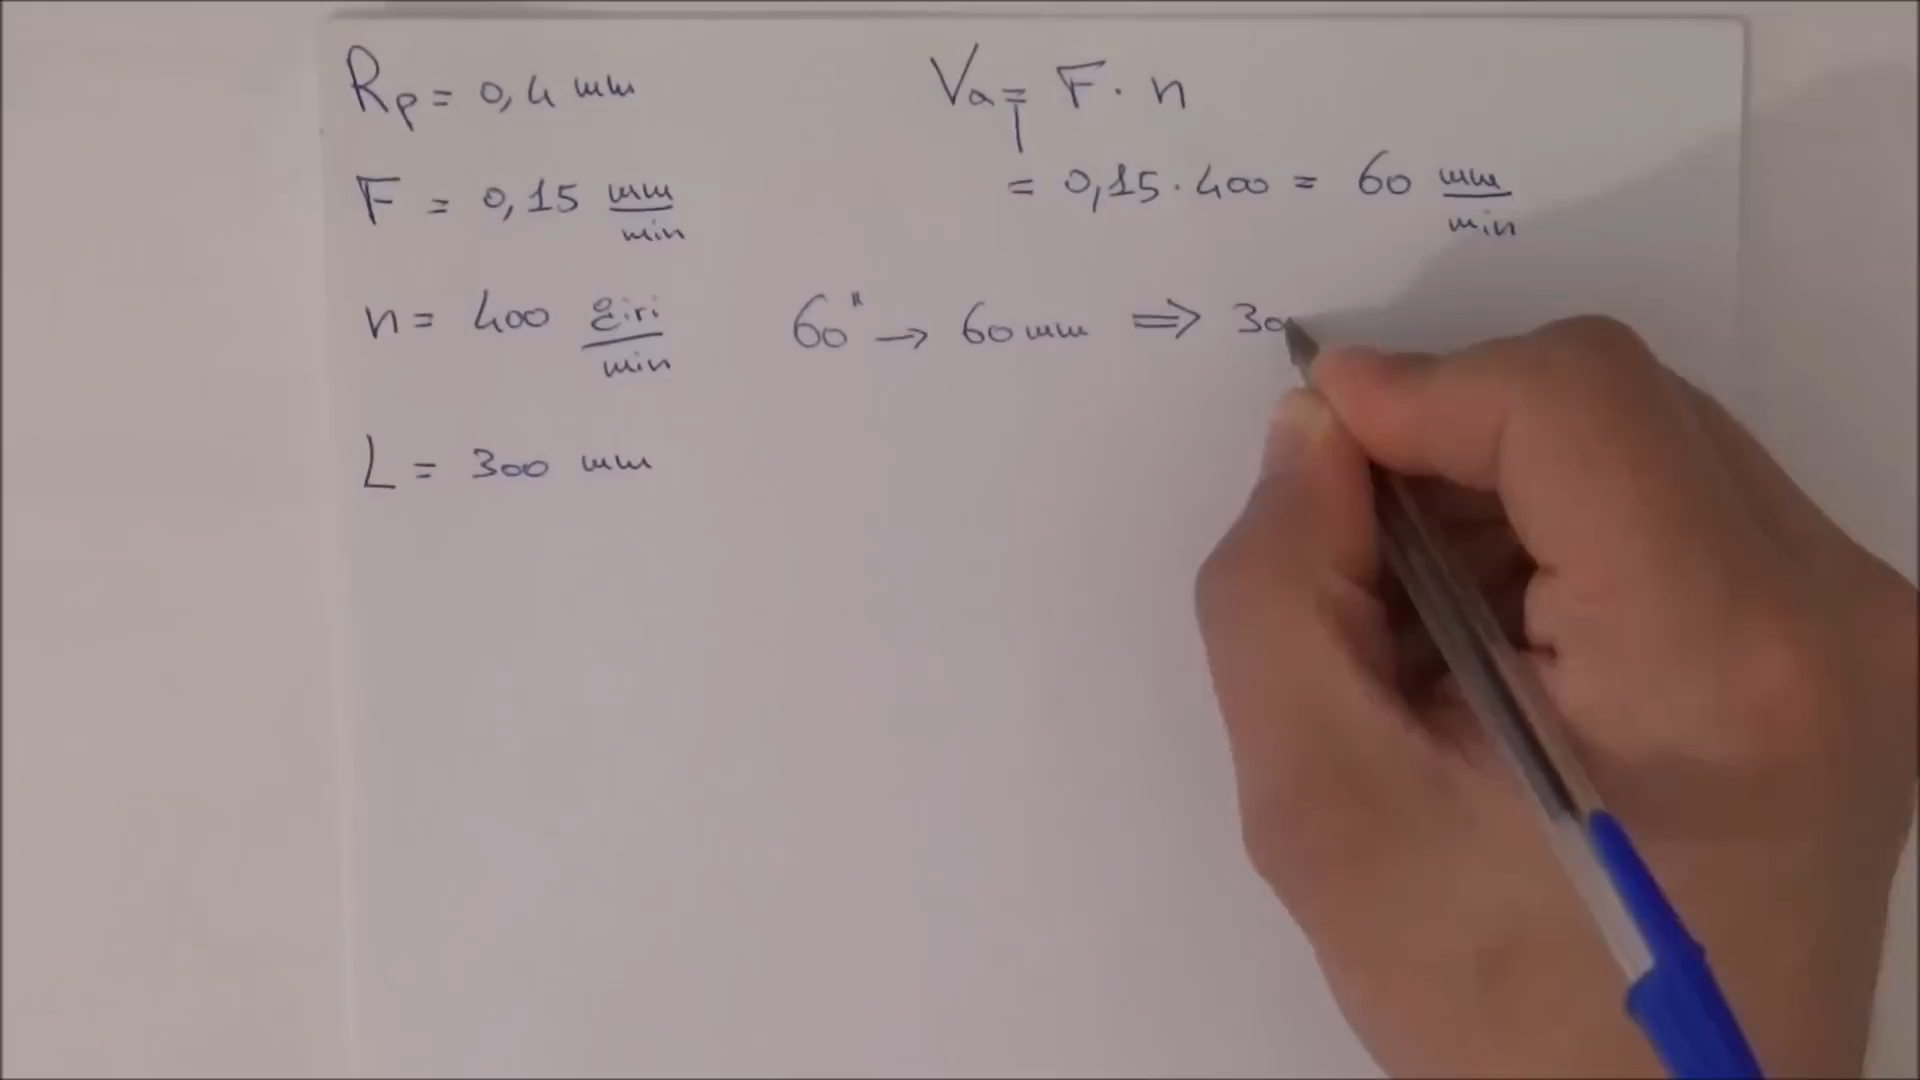 Rp = 0,4 mm
Va = F · n
= 0,15 · 400 = 60 mm/min
F = 0,15 mm/min
n = 400 giri/min
60" → 60 mm ⇒ 30
L = 300 mm